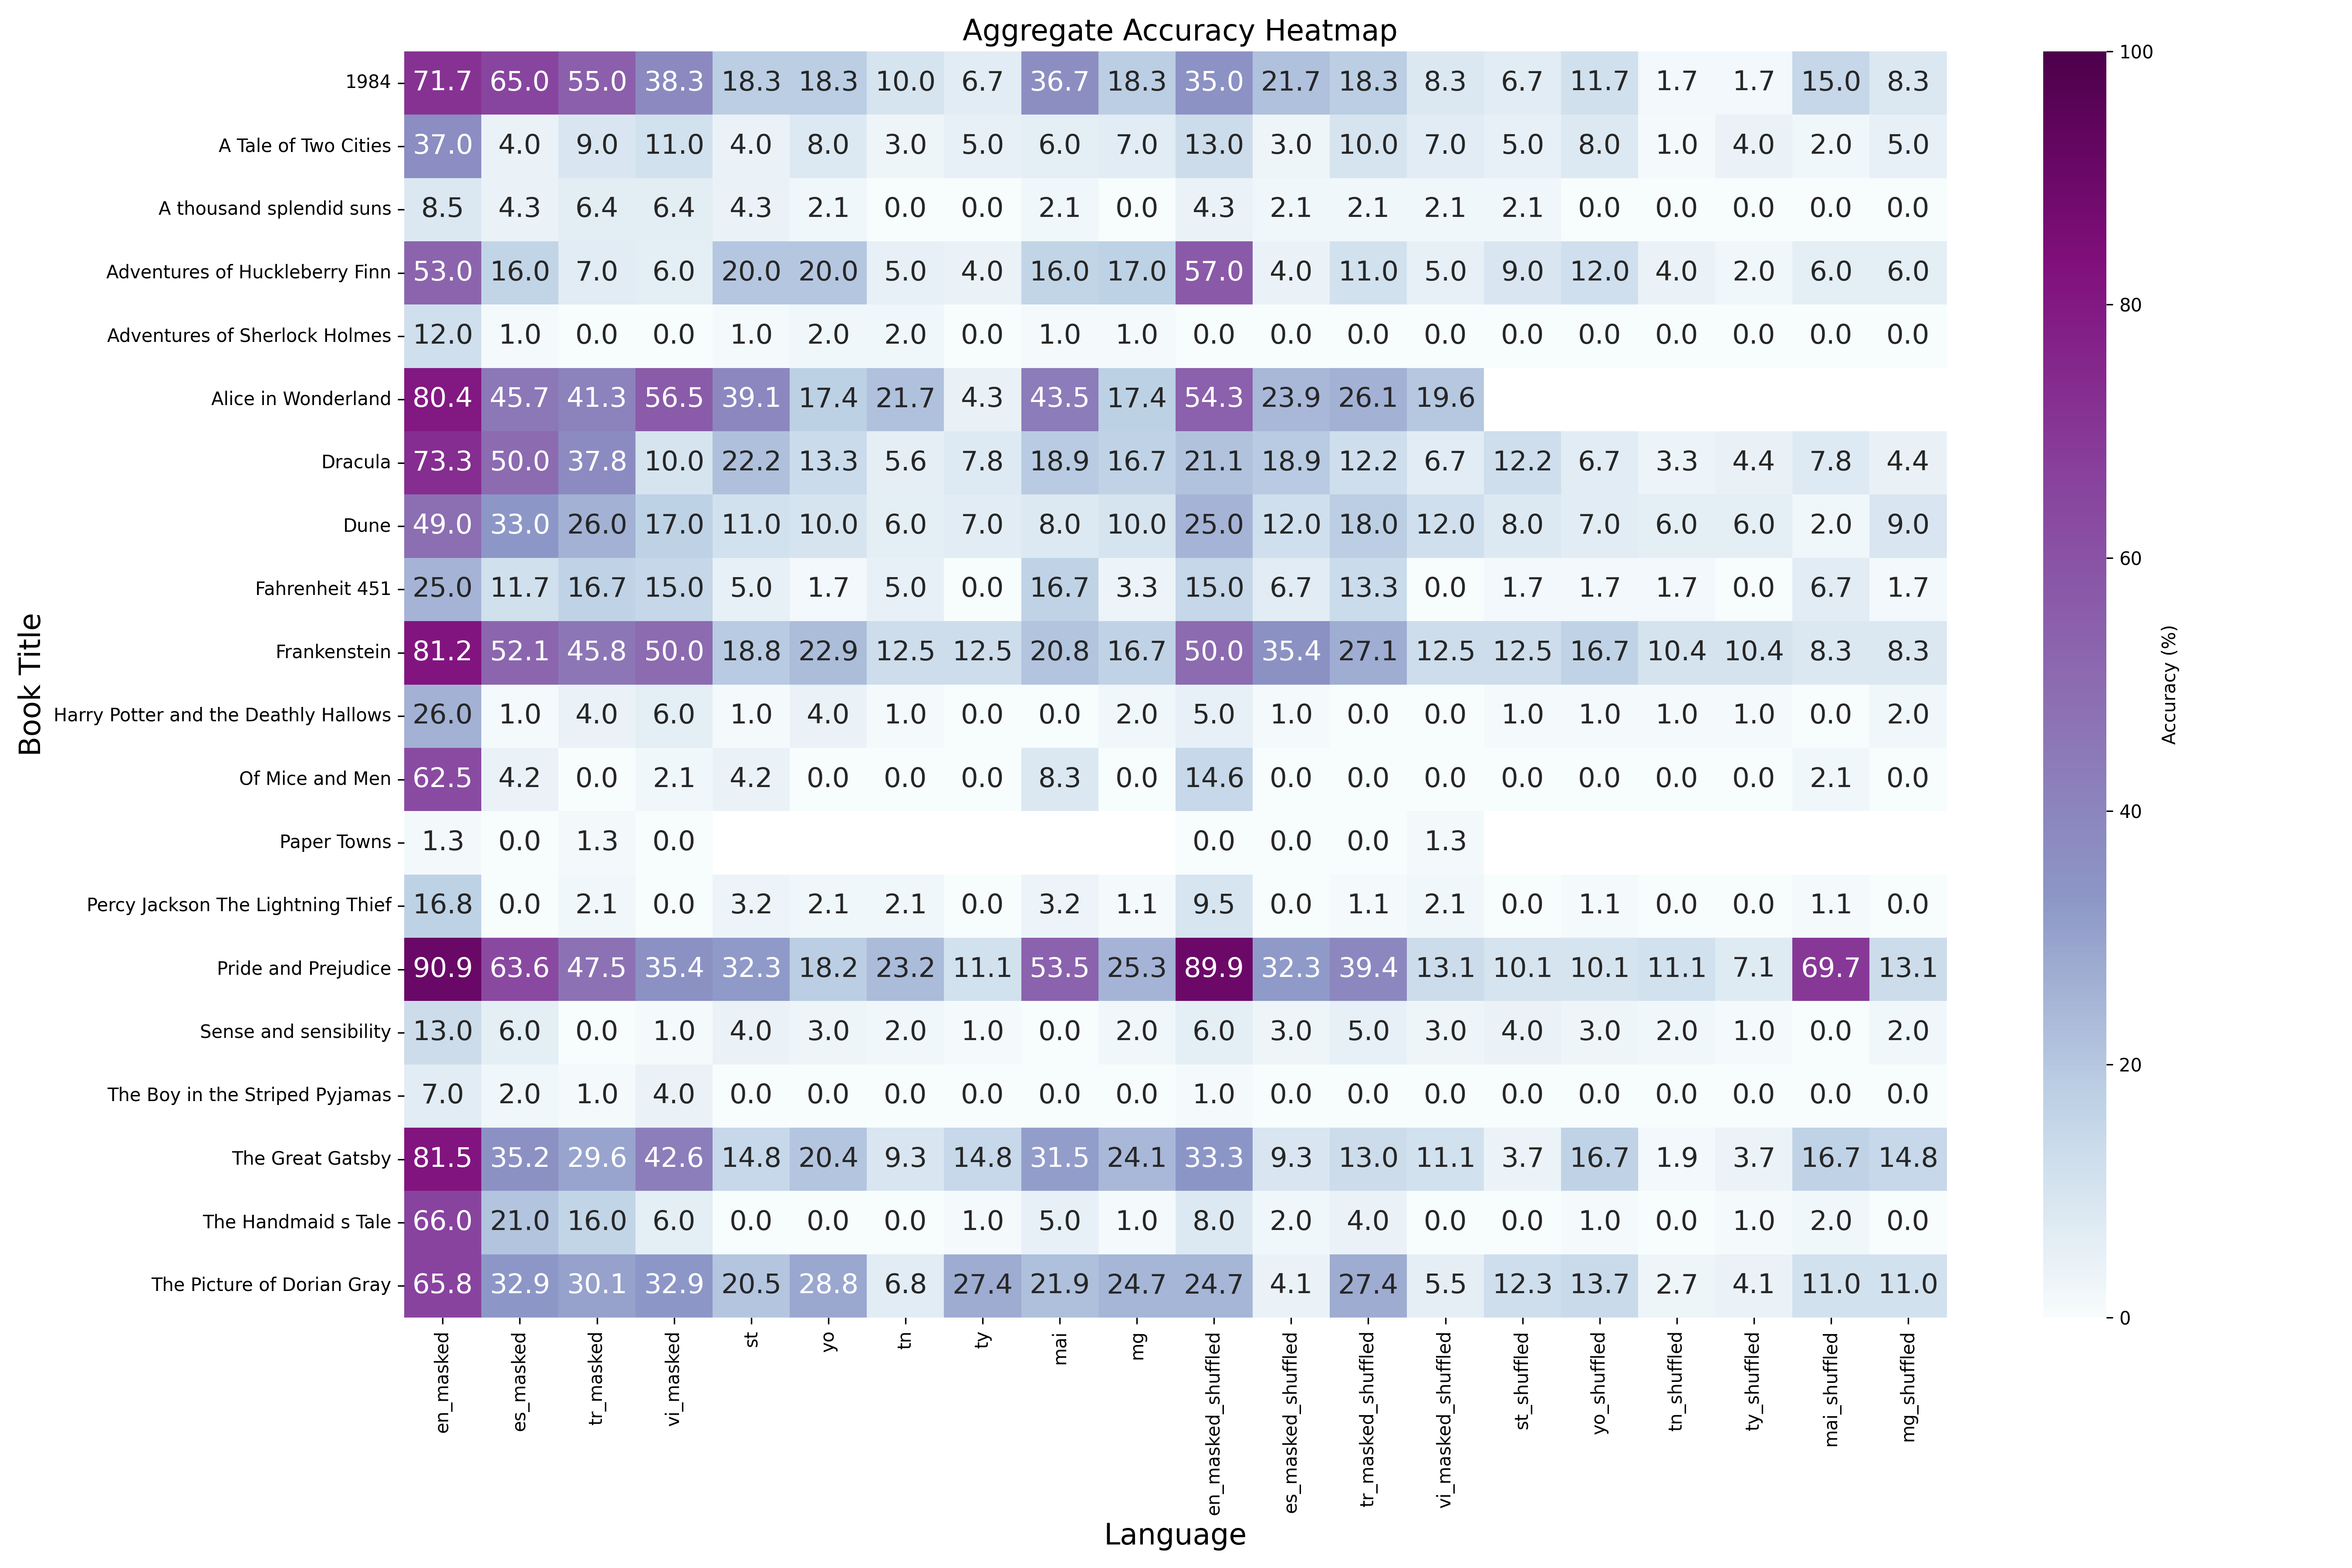 Aggregate Accuracy Heatmap
1984 71.7 65.0 55.0 38.3 18.3 18.3 10.0 6.7 36.7 18.3 35.0 21.7 18.3 8.3 6.7 11.7 1.7 1.7 15.0 8.3
A Tale of Two Cities 37.0 4.0 9.0 11.0 4.0 8.0 3.0 5.0 6.0 7.0 13.0 3.0 10.0 7.0 5.0 8.0 1.0 4.0 2.0 5.0
A thousand splendid suns 8.5 4.3 6.4 6.4 4.3 2.1 0.0 0.0 2.1 0.0 4.3 2.1 2.1 2.1 2.1 0.0 0.0 0.0 0.0 0.0
Adventures of Huckleberry Finn 53.0 16.0 7.0 6.0 20.0 20.0 5.0 4.0 16.0 17.0 57.0 4.0 11.0 5.0 9.0 12.0 4.0 2.0 6.0 6.0
Adventures of Sherlock Holmes 12.0 1.0 0.0 0.0 1.0 2.0 2.0 0.0 1.0 1.0 0.0 0.0 0.0 0.0 0.0 0.0 0.0 0.0 0.0 0.0
Alice in Wonderland 80.4 45.7 41.3 56.5 39.1 17.4 21.7 4.3 43.5 17.4 54.3 23.9 26.1 19.6
Dracula 73.3 50.0 37.8 10.0 22.2 13.3 5.6 7.8 18.9 16.7 21.1 18.9 12.2 6.7 12.2 6.7 3.3 4.4 7.8 4.4
Dune 49.0 33.0 26.0 17.0 11.0 10.0 6.0 7.0 8.0 10.0 25.0 12.0 18.0 12.0 8.0 7.0 6.0 6.0 2.0 9.0
Fahrenheit 451 25.0 11.7 16.7 15.0 5.0 1.7 5.0 0.0 16.7 3.3 15.0 6.7 13.3 0.0 1.7 1.7 1.7 0.0 6.7 1.7
Frankenstein 81.2 52.1 45.8 50.0 18.8 22.9 12.5 12.5 20.8 16.7 50.0 35.4 27.1 12.5 12.5 16.7 10.4 10.4 8.3 8.3
Harry Potter and the Deathly Hallows 26.0 1.0 4.0 6.0 1.0 4.0 1.0 0.0 0.0 2.0 5.0 1.0 0.0 0.0 1.0 1.0 1.0 1.0 0.0 2.0
Of Mice and Men 62.5 4.2 0.0 2.1 4.2 0.0 0.0 0.0 8.3 0.0 14.6 0.0 0.0 0.0 0.0 0.0 0.0 0.0 2.1 0.0
Paper Towns 1.3 0.0 1.3 0.0 0.0 0.0 0.0 1.3
Percy Jackson The Lightning Thief 16.8 0.0 2.1 0.0 3.2 2.1 2.1 0.0 3.2 1.1 9.5 0.0 1.1 2.1 0.0 1.1 0.0 0.0 1.1 0.0
Pride and Prejudice 90.9 63.6 47.5 35.4 32.3 18.2 23.2 11.1 53.5 25.3 89.9 32.3 39.4 13.1 10.1 10.1 11.1 7.1 69.7 13.1
Sense and sensibility 13.0 6.0 0.0 1.0 4.0 3.0 2.0 1.0 0.0 2.0 6.0 3.0 5.0 3.0 4.0 3.0 2.0 1.0 0.0 2.0
The Boy in the Striped Pyjamas 7.0 2.0 1.0 4.0 0.0 0.0 0.0 0.0 0.0 0.0 1.0 0.0 0.0 0.0 0.0 0.0 0.0 0.0 0.0 0.0
The Great Gatsby 81.5 35.2 29.6 42.6 14.8 20.4 9.3 14.8 31.5 24.1 33.3 9.3 13.0 11.1 3.7 16.7 1.9 3.7 16.7 14.8
The Handmaid s Tale 66.0 21.0 16.0 6.0 0.0 0.0 0.0 1.0 5.0 1.0 8.0 2.0 4.0 0.0 0.0 1.0 0.0 1.0 2.0 0.0
The Picture of Dorian Gray 65.8 32.9 30.1 32.9 20.5 28.8 6.8 27.4 21.9 24.7 24.7 4.1 27.4 5.5 12.3 13.7 2.7 4.1 11.0 11.0
Book Title
en_masked
es_masked
tr_masked
vi_masked
st
yo
tn
ty
mai
mg
en_masked_shuffled
es_masked_shuffled
tr_masked_shuffled
vi_masked_shuffled
st_shuffled
yo_shuffled
tn_shuffled
ty_shuffled
mai_shuffled
mg_shuffled
Language
100
80
60
40
20
0
Accuracy (%)